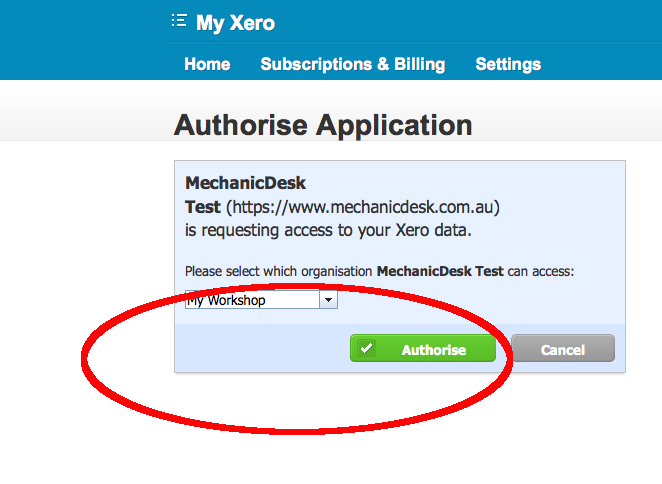 My Xero
Home Subscriptions & Billing Settings
Authorise Application
MechanicDesk
Test (https://www.mechanicdesk.com.au)
is requesting access to your Xero data.
Please select which organisation MechanicDesk Test can access:
My Workshop
Authorise Cancel